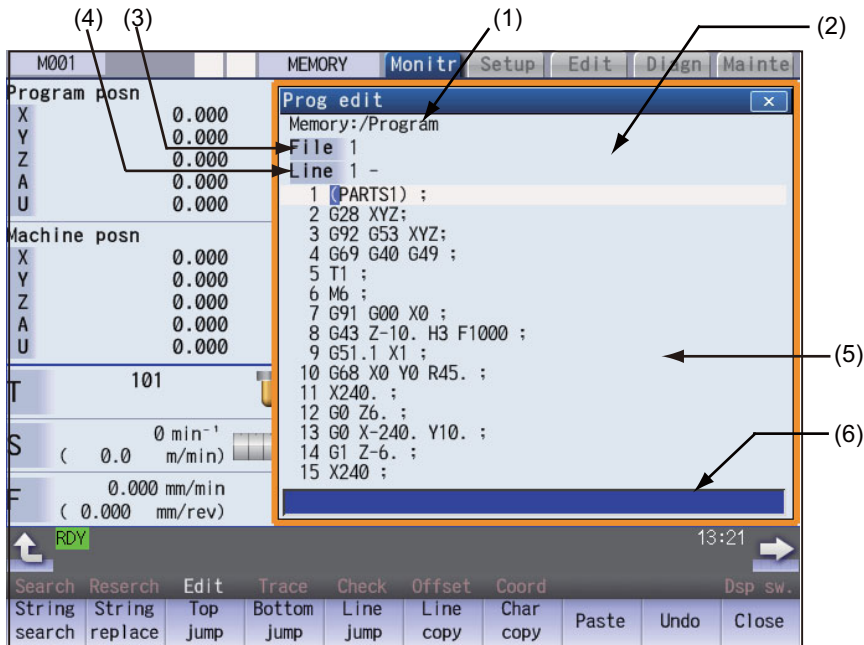 (4) (3) (1)
(2)
M001 MEMORY Monitr Setup Edit Diagn Mainte
Program posn
X 0.000
Y 0.000
Z 0.000
A 0.000
U 0.000
Machine posn
X 0.000
Y 0.000
Z 0.000
A 0.000
U 0.000
T 101
S 0 min⁻¹
( 0.0 m/min)
F 0.000 mm/min
( 0.000 mm/rev)
Prog edit ×
Memory:/Program
File 1
Line 1 -
1 (PARTS1) ;
2 G28 XYZ;
3 G92 G53 XYZ;
4 G69 G40 G49 ;
5 T1 ;
6 M6 ;
7 G91 G00 X0 ;
8 G43 Z-10. H3 F1000 ;
9 G51.1 X1 ;
10 G68 X0 Y0 R45. ;
11 X240. ;
12 G0 Z6. ;
13 G0 X-240. Y10. ;
14 G1 Z-6. ;
15 X240 ;
(5)
(6)
RDY 13:21
Search Reserch Edit Trace Check Offset Coord Dsp sw.
String search
String replace
Top jump
Bottom jump
Line jump
Line copy
Char copy
Paste
Undo
Close